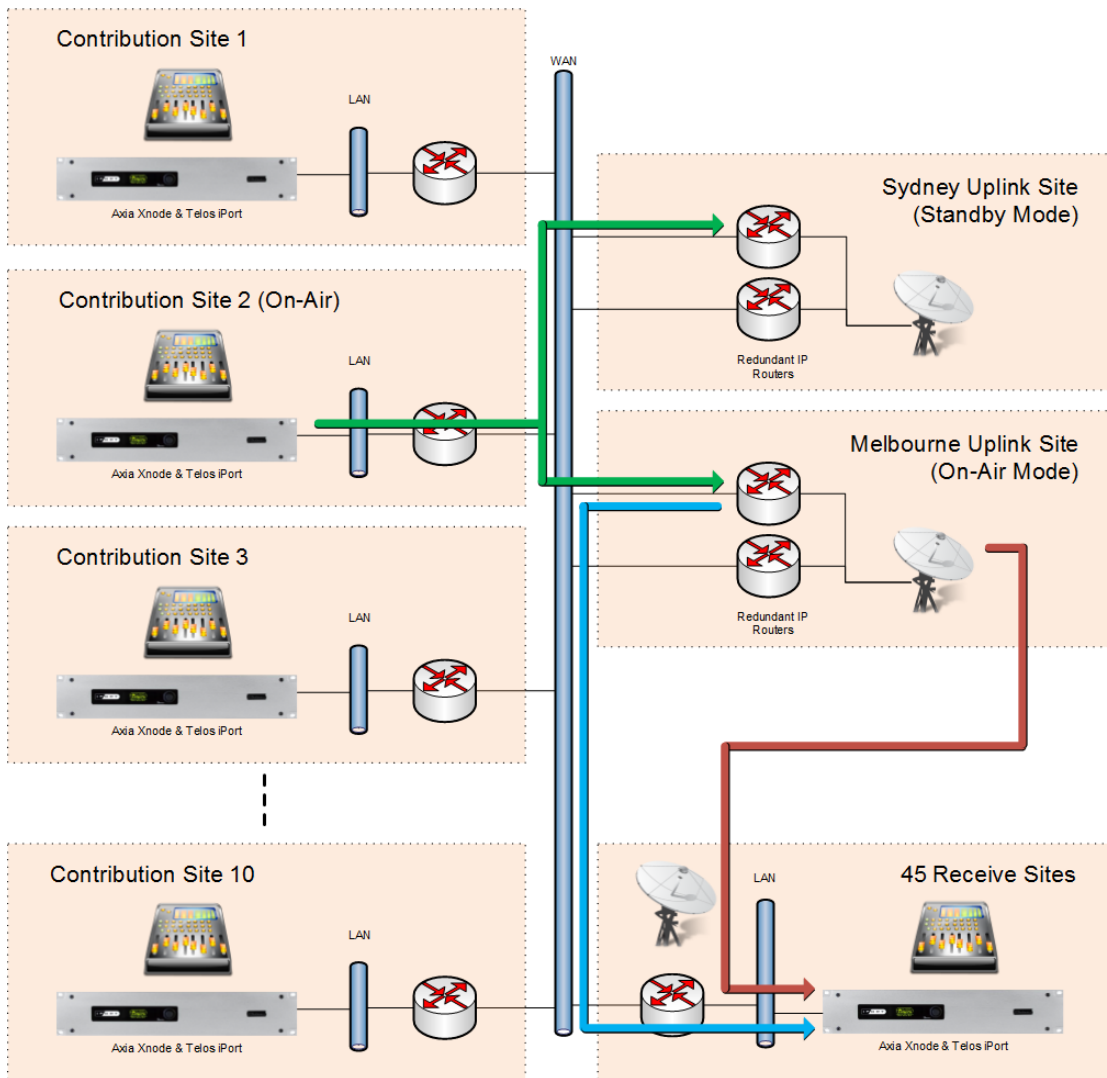 Contribution Site 1
LAN
Axia Xnode & Telos iPort
WAN
Sydney Uplink Site
(Standby Mode)
Redundant IP
Routers
Contribution Site 2 (On-Air)
LAN
Axia Xnode & Telos iPort
Melbourne Uplink Site
(On-Air Mode)
Redundant IP
Routers
Contribution Site 3
LAN
Axia Xnode & Telos iPort
Contribution Site 10
LAN
Axia Xnode & Telos iPort
45 Receive Sites
LAN
Axia Xnode & Telos iPort